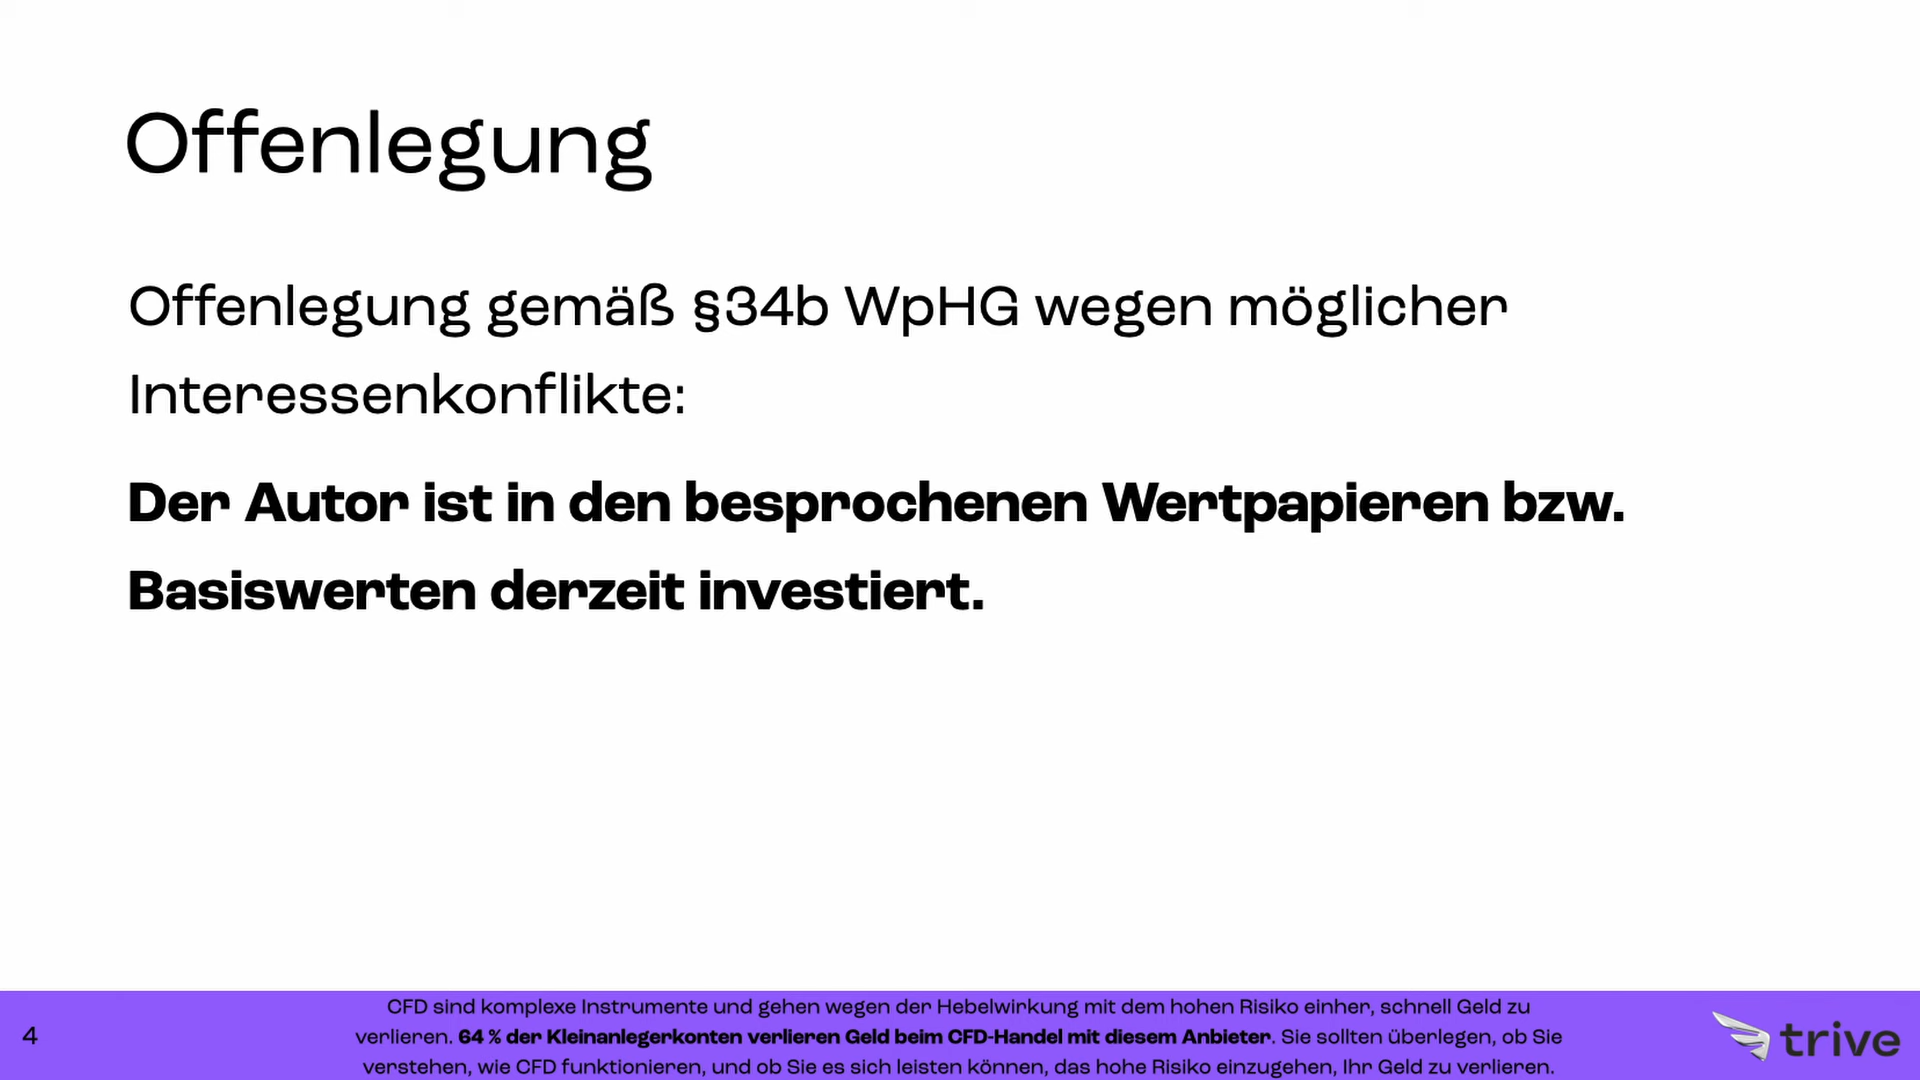 Offenlegung
Offenlegung gemäß §34b WpHG wegen möglicher
Interessenkonflikte:
Der Autor ist in den besprochenen Wertpapieren bzw.
Basiswerten derzeit investiert.
4
CFD sind komplexe Instrumente und gehen wegen der Hebelwirkung mit dem hohen Risiko einher, schnell Geld zu
verlieren. 64 % der Kleinanlegerkonten verlieren Geld beim CFD-Handel mit diesem Anbieter. Sie sollten überlegen, ob Sie
verstehen, wie CFD funktionieren, und ob Sie es sich leisten können, das hohe Risiko einzugehen, Ihr Geld zu verlieren.
trive